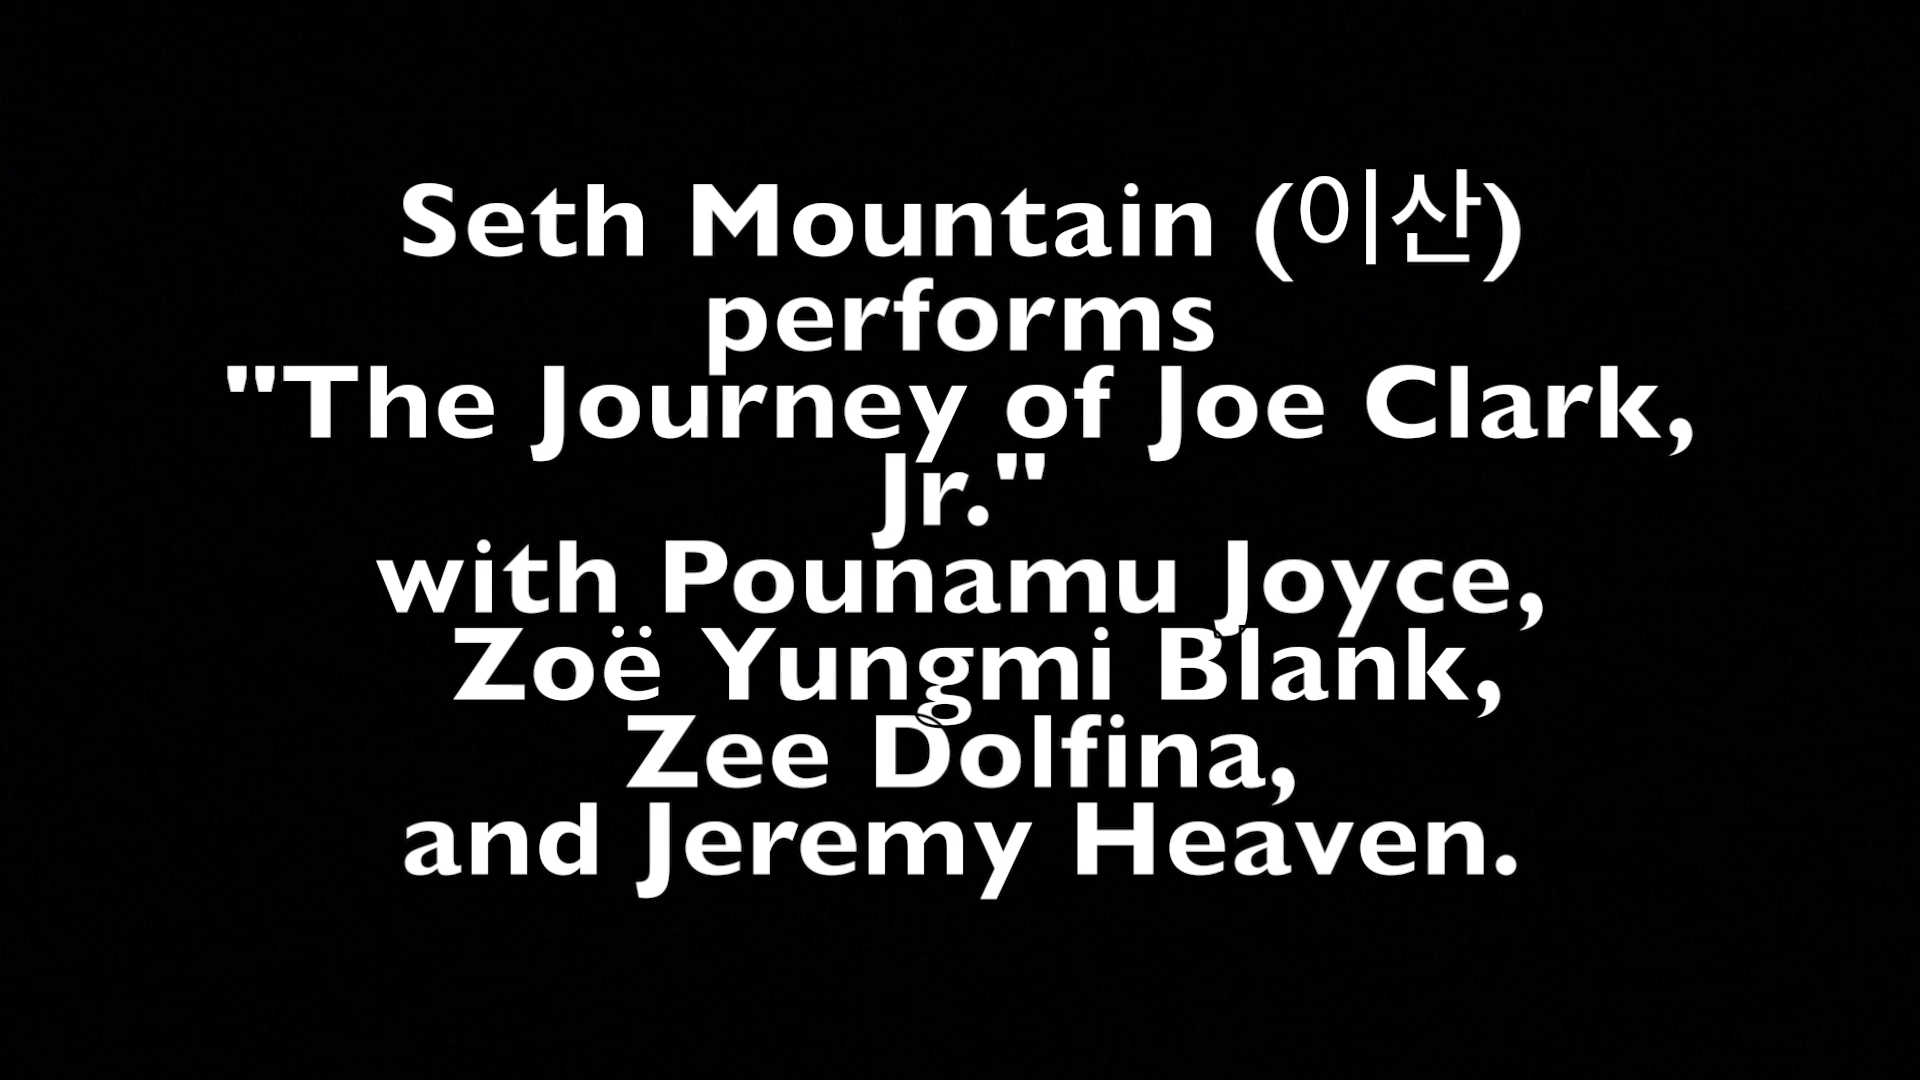 Seth Mountain (이산)
performs
"The Journey of Joe Clark,
Jr."
with Pounamu Joyce,
Zoë Yungmi Blank,
Zee Dolfina,
and Jeremy Heaven.